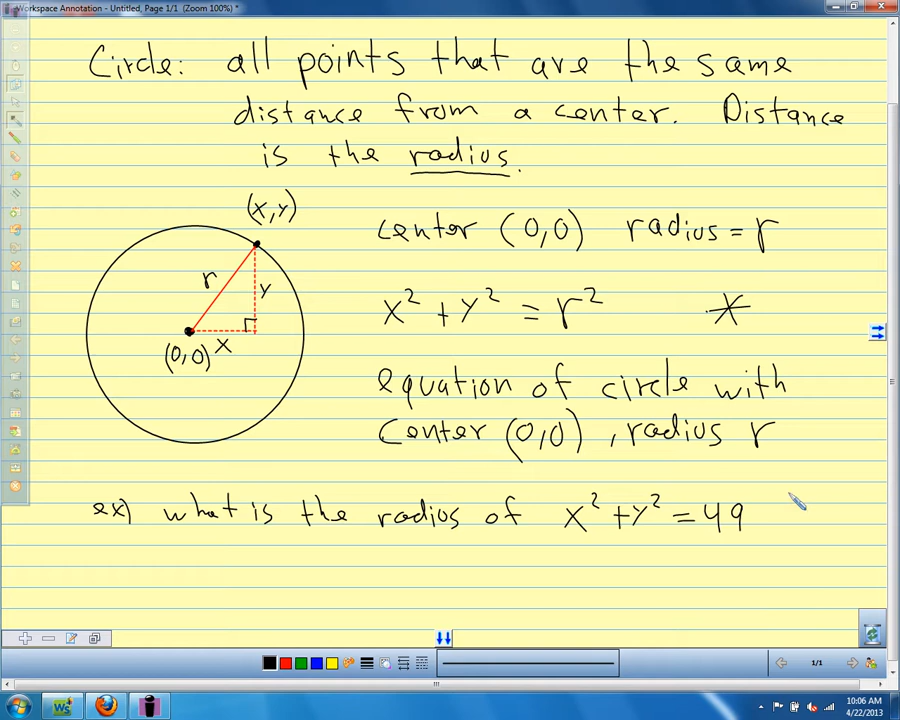 Workspace Annotation - Untitled, Page 1/1 (Zoom 100%) *
Circle: all points that are the same
distance from a center. Distance
is the radius.
(x,y)
center (0,0) radius = r
r
y
x² + y² = r² *
(0,0) x
equation of circle with
center (0,0), radius r
ex) what is the radius of x² + y² = 49
1/1
10:06 AM
4/22/2013